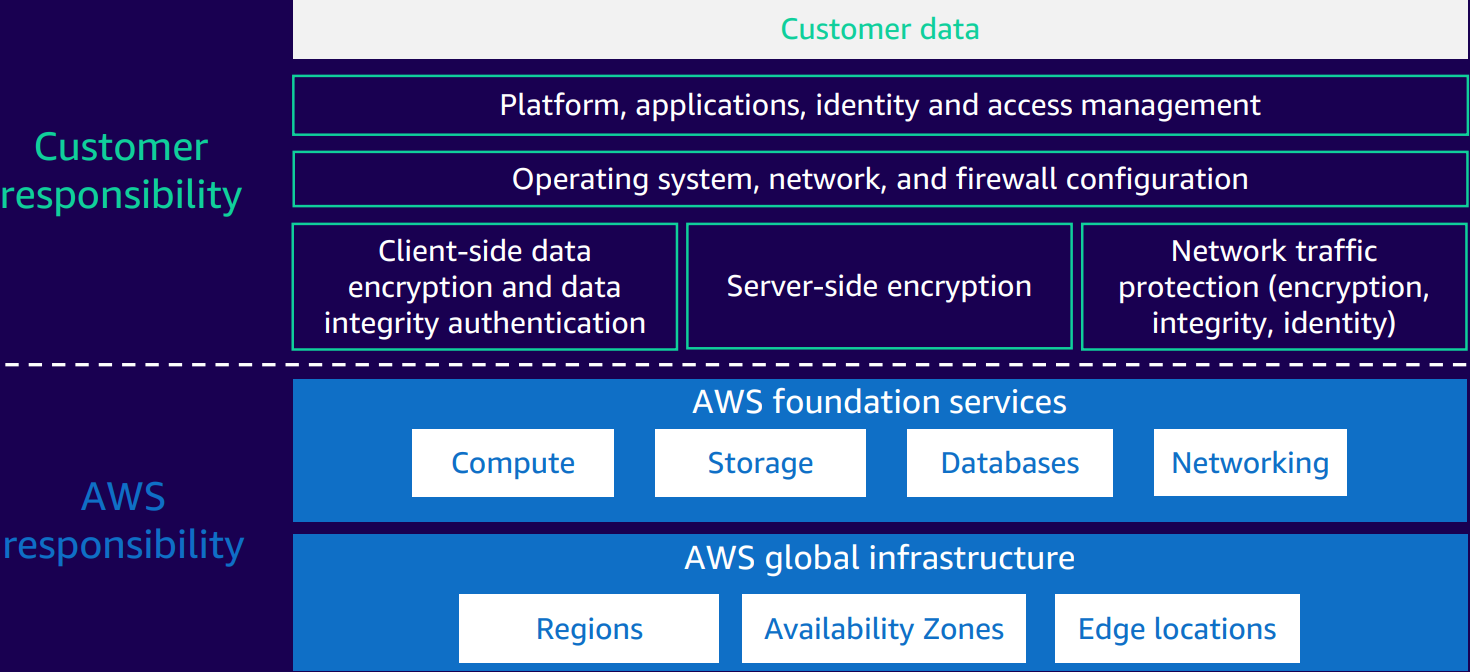 Customer data
Platform, applications, identity and access management
Customer
responsibility
Operating system, network, and firewall configuration
Client-side data
encryption and data
integrity authentication
Server-side encryption
Network traffic
protection (encryption,
integrity, identity)
AWS foundation services
Compute
Storage
Databases
Networking
AWS
responsibility
AWS global infrastructure
Regions
Availability Zones
Edge locations